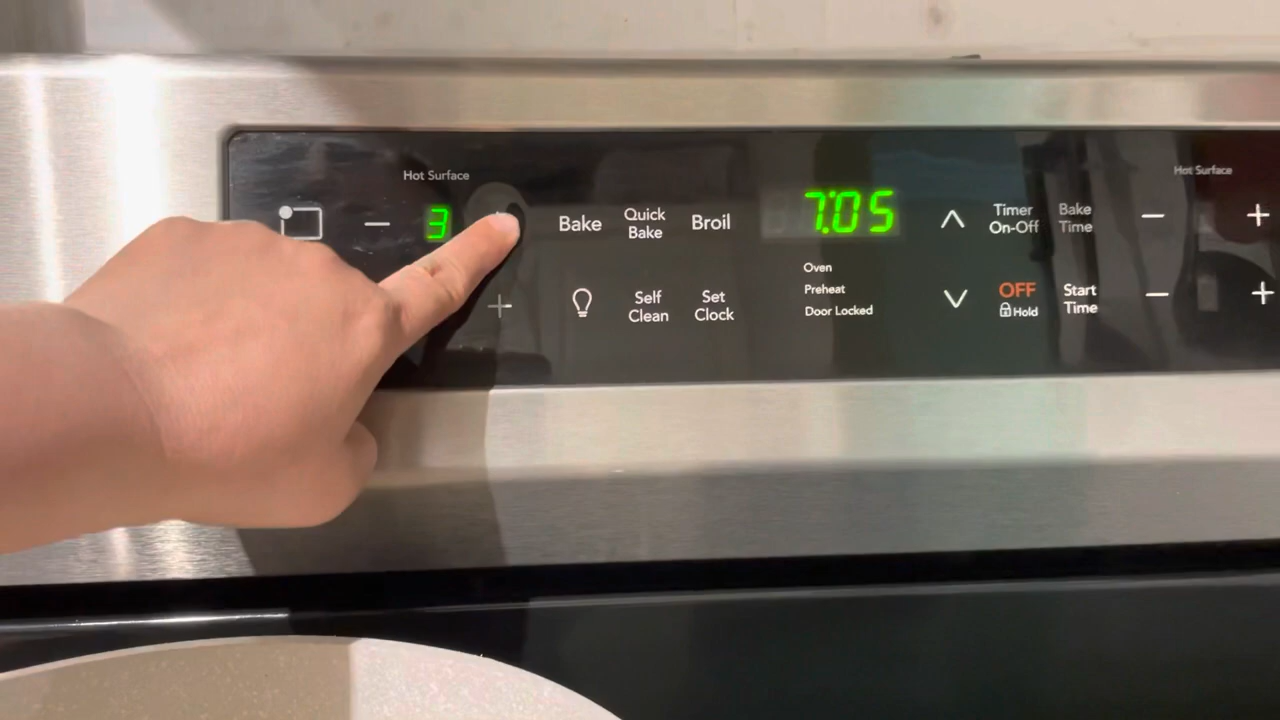 Hot Surface
Hot Surface
− 3
Bake
Quick
Bake
Broil
7:05
Timer
On-Off
Bake
Time
− +
Oven
Preheat
Door Locked
+
Self
Clean
Set
Clock
OFF
Hold
Start
Time
− +